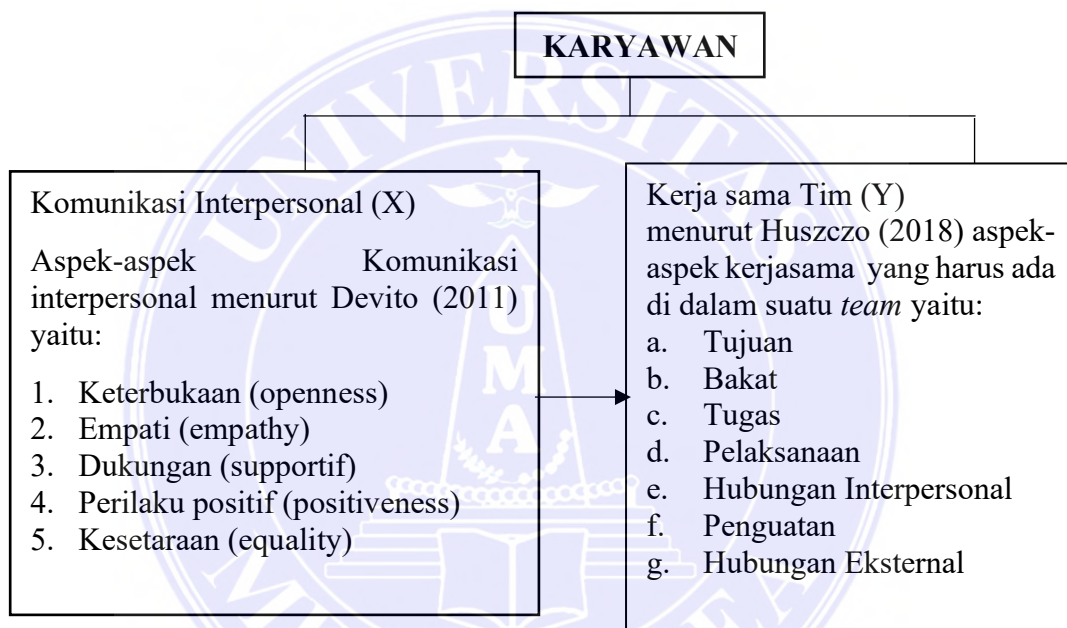 KARYAWAN
Komunikasi Interpersonal (X)
Aspek-aspek Komunikasi
interpersonal menurut Devito (2011)
yaitu:
1. Keterbukaan (openness)
2. Empati (empathy)
3. Dukungan (supportif)
4. Perilaku positif (positiveness)
5. Kesetaraan (equality)
Kerja sama Tim (Y)
menurut Huszczo (2018) aspek-
aspek kerjasama yang harus ada
di dalam suatu team yaitu:
a. Tujuan
b. Bakat
c. Tugas
d. Pelaksanaan
e. Hubungan Interpersonal
f. Penguatan
g. Hubungan Eksternal
UNIVERSITAS
UMA